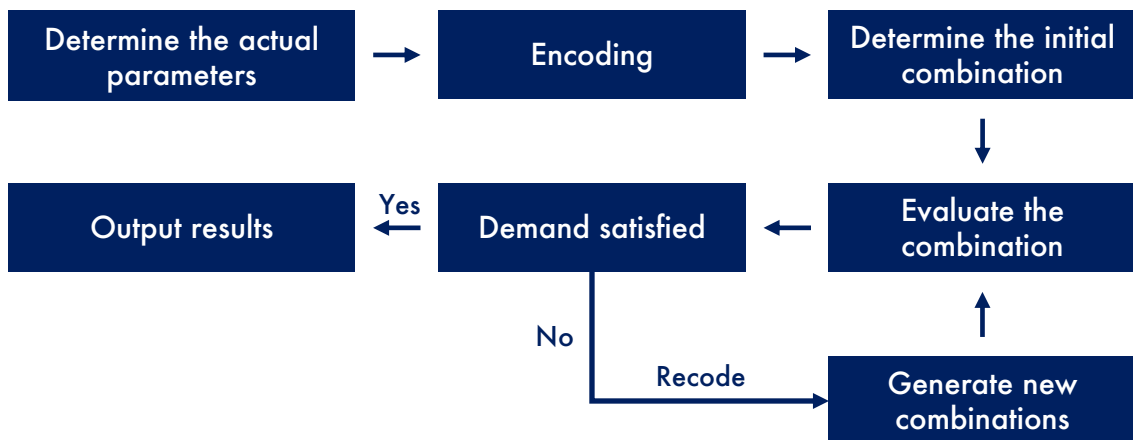 Determine the actual
parameters
Encoding
Determine the initial
combination
Output results
Yes
Demand satisfied
Evaluate the
combination
No
Recode
Generate new
combinations